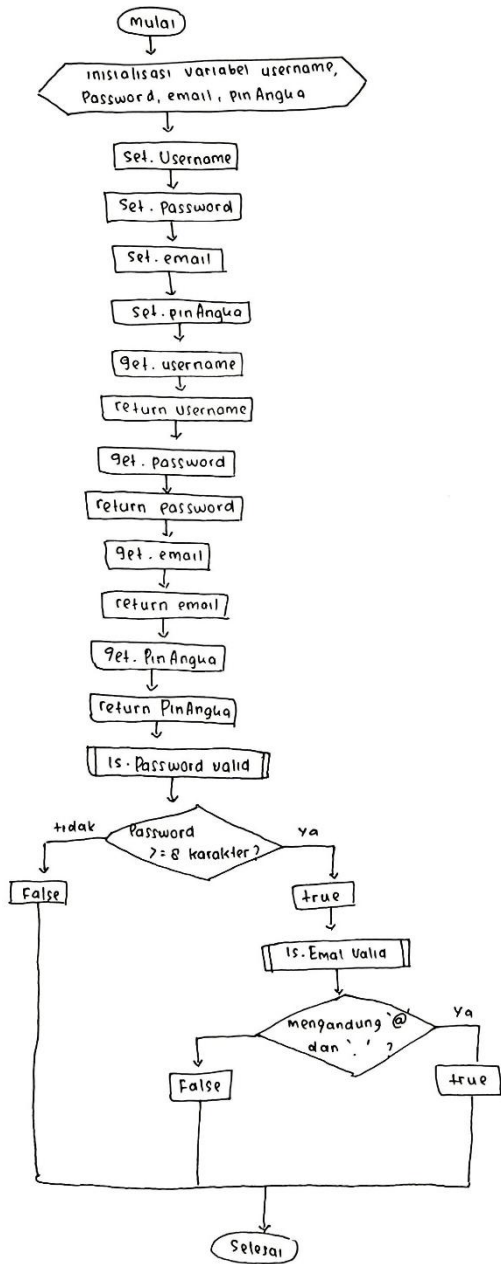 mulai
inisialisasi variabel username,
Password, email, pinAngka
set. Username
set. password
set. email
set. pinAngka
get. username
return username
get. password
return password
get. email
return email
get. PinAngka
return PinAngka
Is. Password valid
tidak
Password
>= 8 karakter?
ya
False
true
Is. Emal valid
mengandung '@'
dan '.' ?
Ya
False
true
Selesai